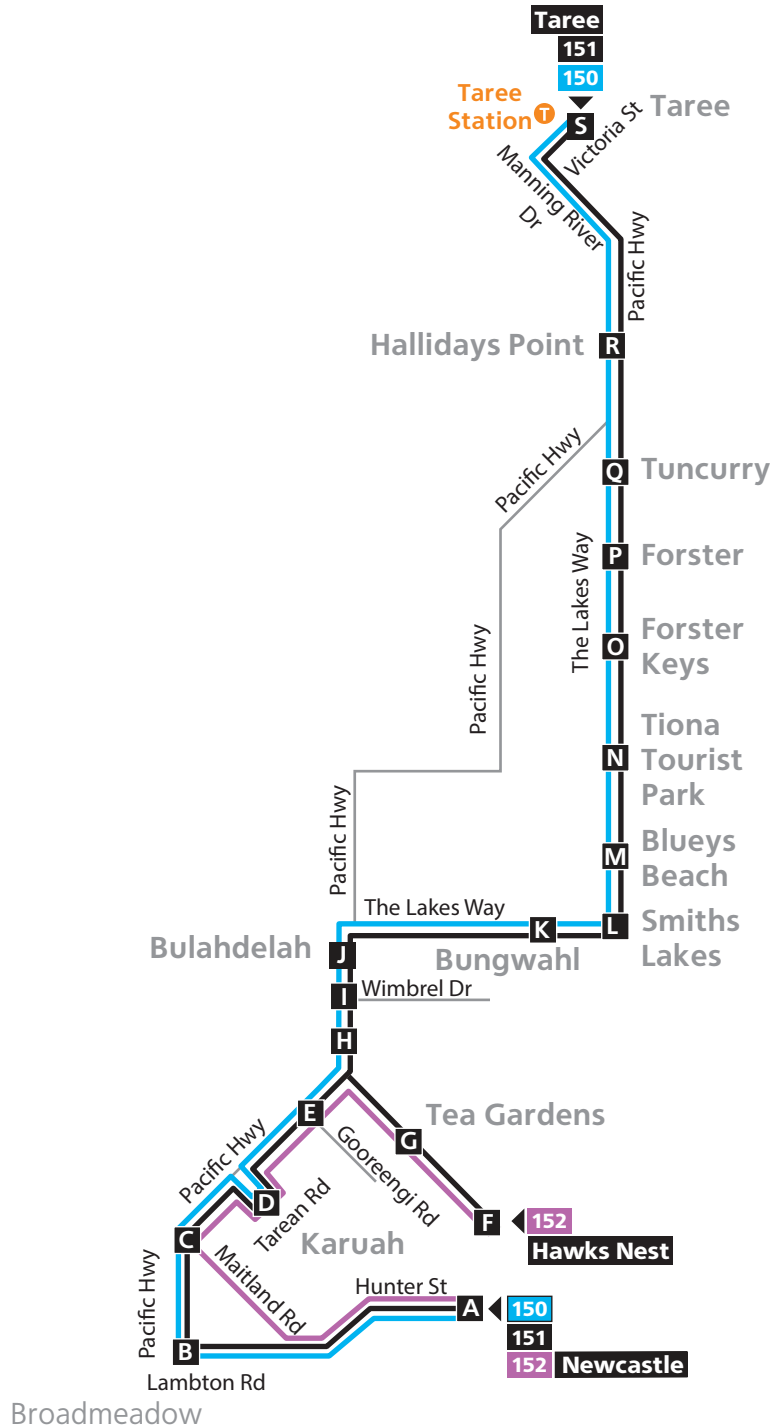 Taree
151
150
Taree
Station
T
S
Victoria St
Taree
Manning River
Dr
Pacific Hwy
Hallidays Point
R
Pacific Hwy
Q
Tuncurry
P
Forster
The Lakes Way
O
Forster
Keys
Pacific Hwy
N
Tiona
Tourist
Park
Pacific Hwy
M
Blueys
Beach
The Lakes Way
K
L
Smiths
Lakes
Bulahdelah
J
Bungwahl
I
Wimbrel Dr
H
E
Tea Gardens
G
Gooreengi Rd
Pacific Hwy
D
Tarean Rd
F
152
Hawks Nest
C
Karuah
Maitland Rd
Pacific Hwy
Hunter St
A
150
151
152
Newcastle
B
Lambton Rd
Broadmeadow